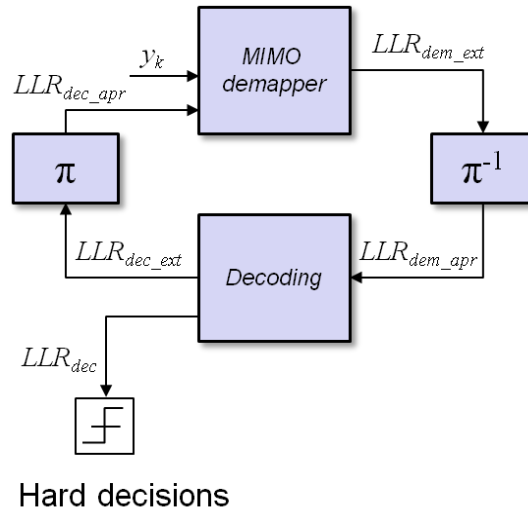 MIMO
demapper
y_k
LLR_dem_ext
LLR_dec_apr
π
π⁻¹
LLR_dec_ext
Decoding
LLR_dem_apr
LLR_dec
Hard decisions